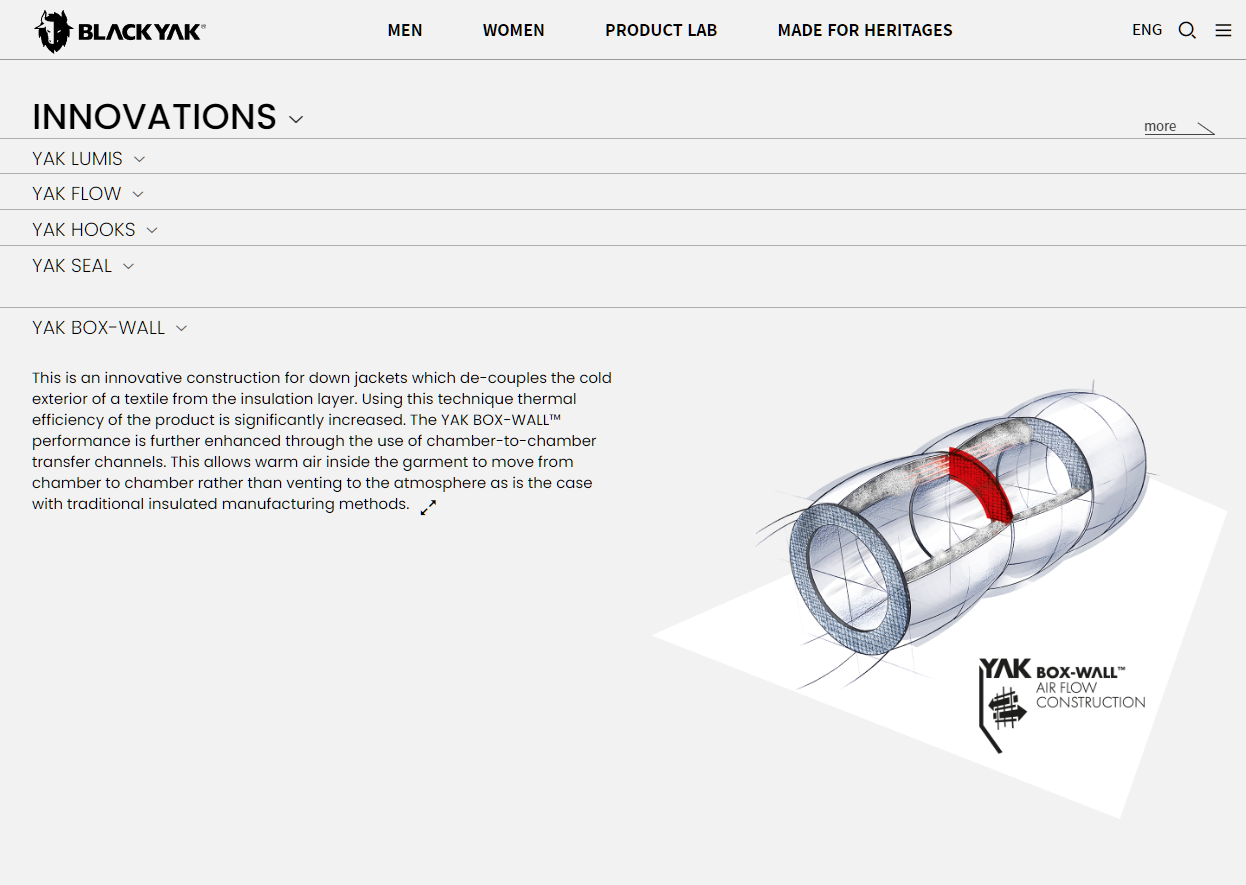 BLACKYAK®
MEN WOMEN PRODUCT LAB MADE FOR HERITAGES ENG
INNOVATIONS
more
YAK LUMIS
YAK FLOW
YAK HOOKS
YAK SEAL
YAK BOX-WALL
This is an innovative construction for down jackets which de-couples the cold
exterior of a textile from the insulation layer. Using this technique thermal
efficiency of the product is significantly increased. The YAK BOX-WALL™
performance is further enhanced through the use of chamber-to-chamber
transfer channels. This allows warm air inside the garment to move from
chamber to chamber rather than venting to the atmosphere as is the case
with traditional insulated manufacturing methods.
YAK BOX-WALL™
AIR FLOW
CONSTRUCTION